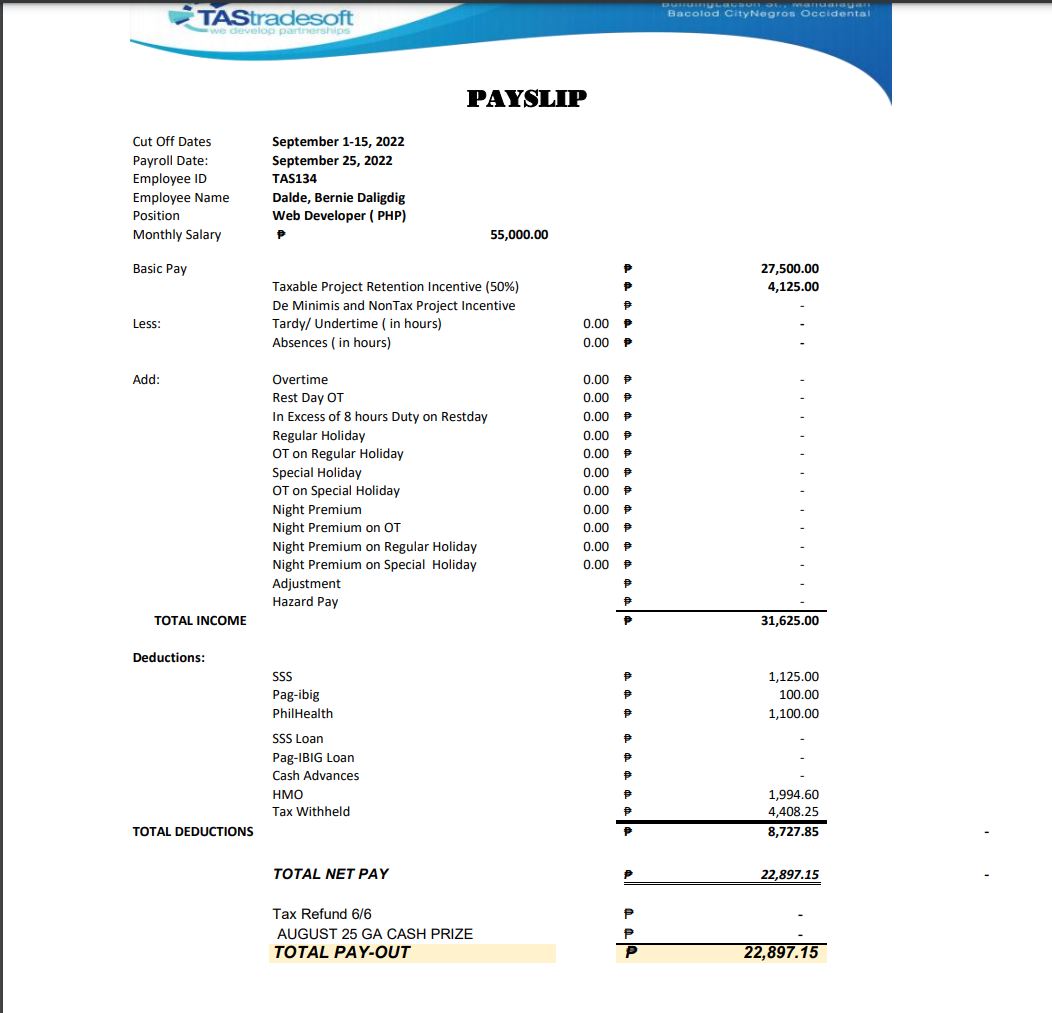 TAStradesoft
we develop partnerships
Bacolod CityNegros Occidental
PAYSLIP
Cut Off Dates September 1-15, 2022
Payroll Date: September 25, 2022
Employee ID TAS134
Employee Name Dalde, Bernie Daligdig
Position Web Developer ( PHP)
Monthly Salary ₱ 55,000.00
Basic Pay ₱ 27,500.00
Taxable Project Retention Incentive (50%) ₱ 4,125.00
De Minimis and NonTax Project Incentive ₱ -
Less: Tardy/ Undertime ( in hours) 0.00 ₱ -
Absences ( in hours) 0.00 ₱ -
Add: Overtime 0.00 ₱ -
Rest Day OT 0.00 ₱ -
In Excess of 8 hours Duty on Restday 0.00 ₱ -
Regular Holiday 0.00 ₱ -
OT on Regular Holiday 0.00 ₱ -
Special Holiday 0.00 ₱ -
OT on Special Holiday 0.00 ₱ -
Night Premium 0.00 ₱ -
Night Premium on OT 0.00 ₱ -
Night Premium on Regular Holiday 0.00 ₱ -
Night Premium on Special Holiday 0.00 ₱ -
Adjustment ₱ -
Hazard Pay ₱ -
TOTAL INCOME ₱ 31,625.00
Deductions:
SSS ₱ 1,125.00
Pag-ibig ₱ 100.00
PhilHealth ₱ 1,100.00
SSS Loan ₱ -
Pag-IBIG Loan ₱ -
Cash Advances ₱ -
HMO ₱ 1,994.60
Tax Withheld ₱ 4,408.25
TOTAL DEDUCTIONS ₱ 8,727.85 -
TOTAL NET PAY ₱ 22,897.15 -
Tax Refund 6/6 ₱ -
AUGUST 25 GA CASH PRIZE ₱ -
TOTAL PAY-OUT ₱ 22,897.15